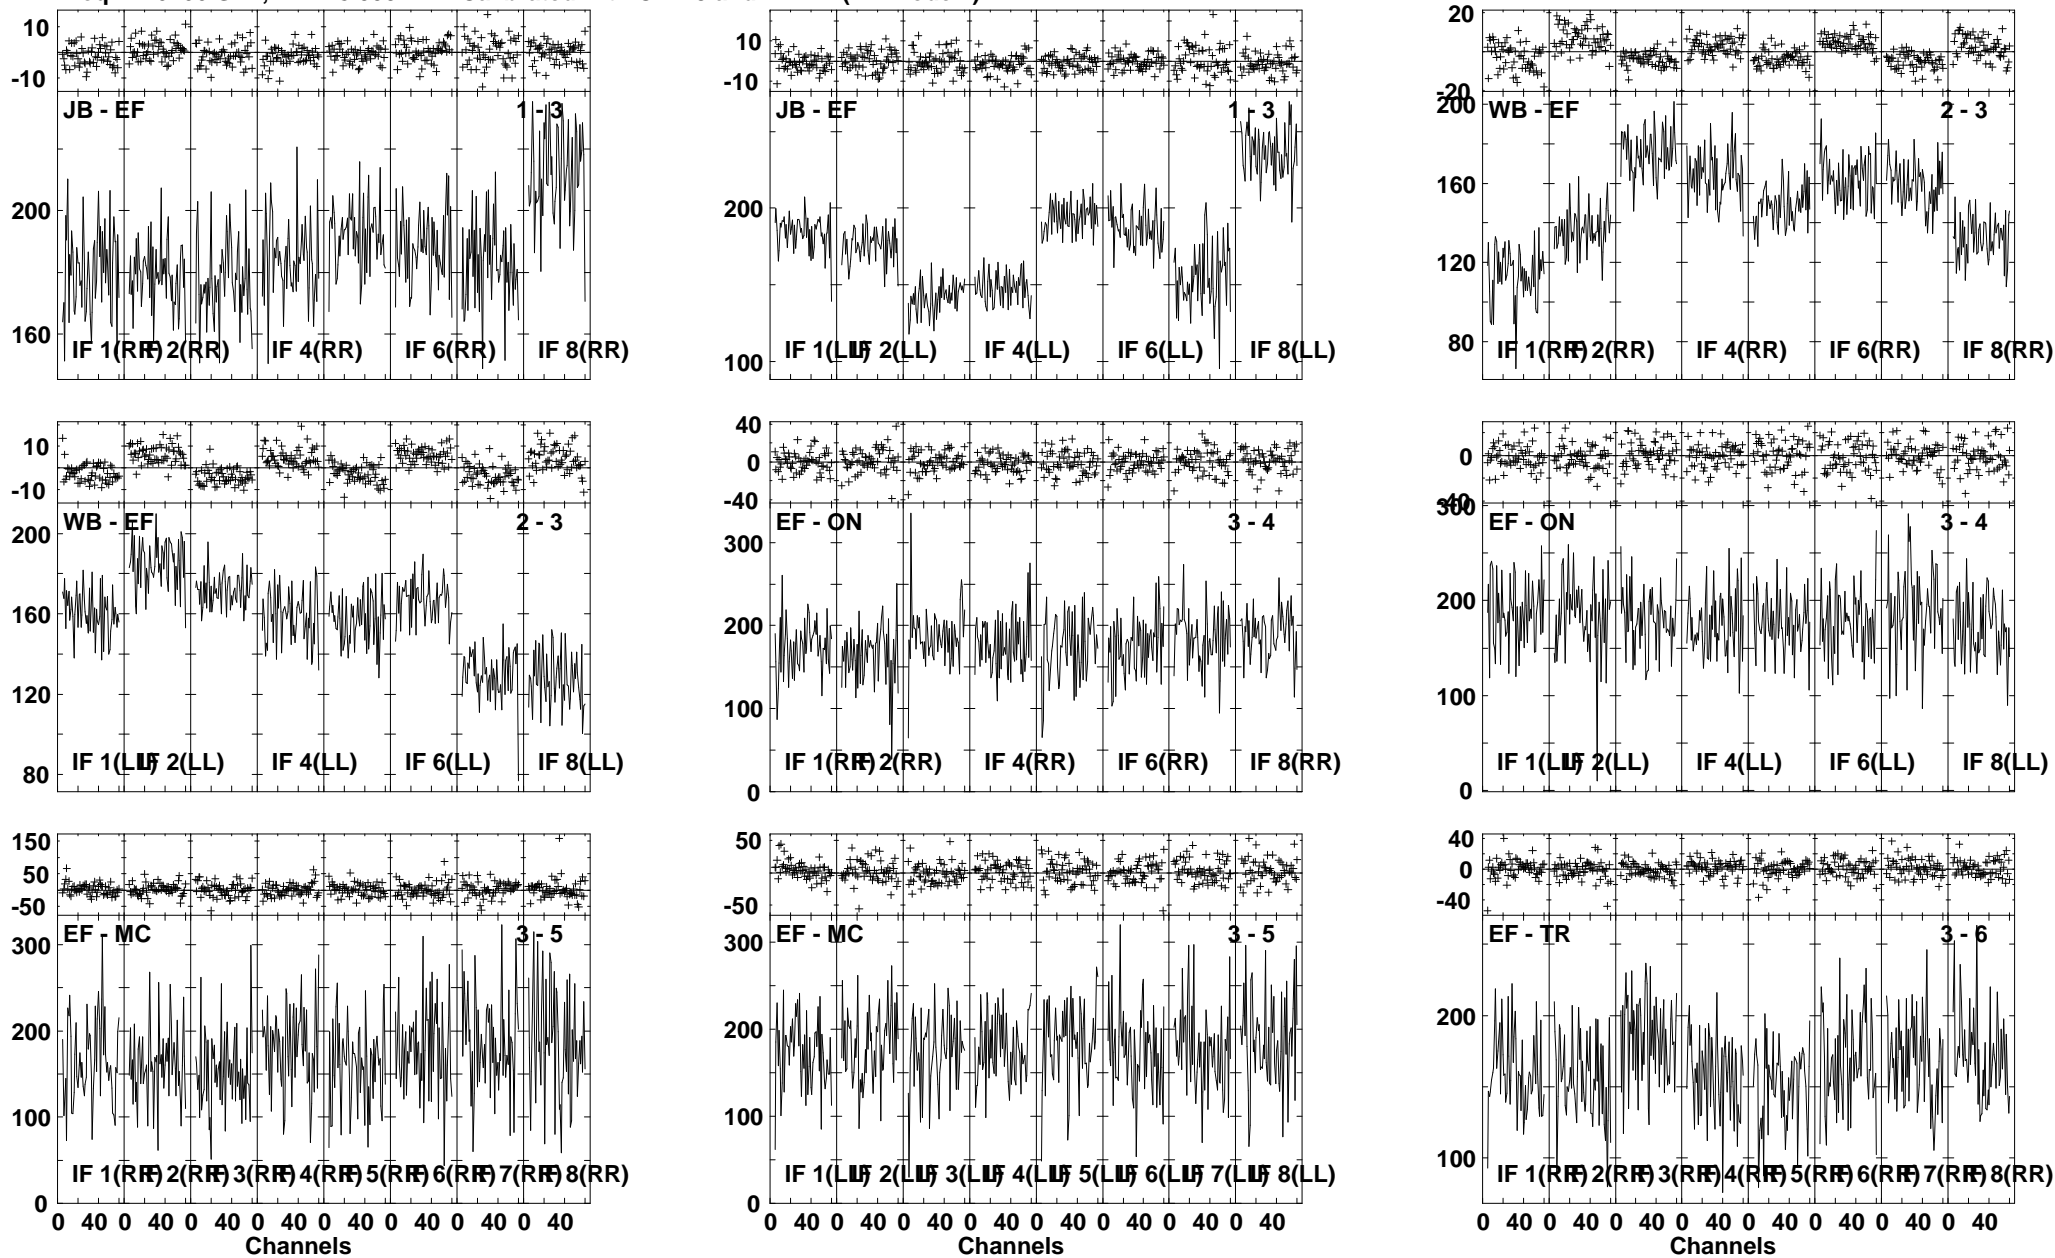 10
-10
JB - EF 1 - 3
200
160
IF 1(RR) IF 2(RR) IF 4(RR) IF 6(RR) IF 8(RR)
10
-10
JB - EF 1 - 3
200
100
IF 1(LL) IF 2(LL) IF 4(LL) IF 6(LL) IF 8(LL)
20
0
-20
WB - EF 2 - 3
200
160
120
80
IF 1(RR) IF 2(RR) IF 4(RR) IF 6(RR) IF 8(RR)
10
-10
WB - EF 2 - 3
200
160
120
80
IF 1(LL) IF 2(LL) IF 4(LL) IF 6(LL) IF 8(LL)
40
0
-40
EF - ON 3 - 4
300
200
100
0
IF 1(RR) IF 2(RR) IF 4(RR) IF 6(RR) IF 8(RR)
0
-40
EF - ON 3 - 4
300
200
100
0
IF 1(LL) IF 2(LL) IF 4(LL) IF 6(LL) IF 8(LL)
150
50
-50
EF - MC 3 - 5
300
200
100
0
IF 1(RR) IF 2(RR) IF 3(RR) IF 4(RR) IF 5(RR) IF 6(RR) IF 7(RR) IF 8(RR)
0 40 0 40 0 40 0 40 0 40 0 40 0 40 0 40
Channels
50
0
-50
EF - MC 3 - 5
300
200
100
0
IF 1(LL) IF 2(LL) IF 3(LL) IF 4(LL) IF 5(LL) IF 6(LL) IF 7(LL) IF 8(LL)
0 40 0 40 0 40 0 40 0 40 0 40 0 40 0 40
Channels
40
0
-40
EF - TR 3 - 6
200
100
IF 1(RR) IF 2(RR) IF 3(RR) IF 4(RR) IF 5(RR) IF 6(RR) IF 7(RR) IF 8(RR)
0 40 0 40 0 40 0 40 0 40 0 40 0 40 0 40
Channels